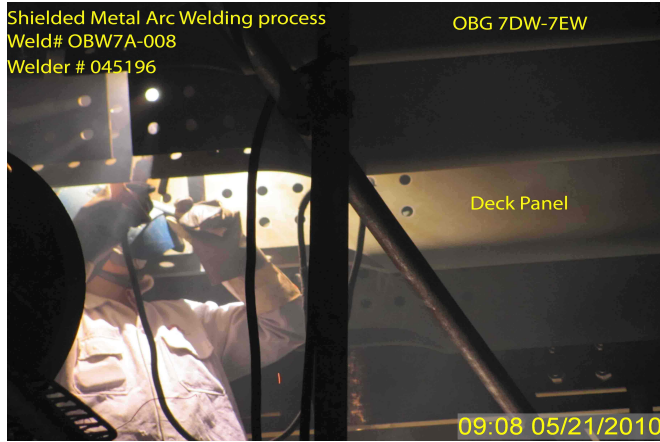 Shielded Metal Arc Welding process
Weld# OBW7A-008
Welder # 045196
OBG 7DW-7EW
Deck Panel
09:08 05/21/2010